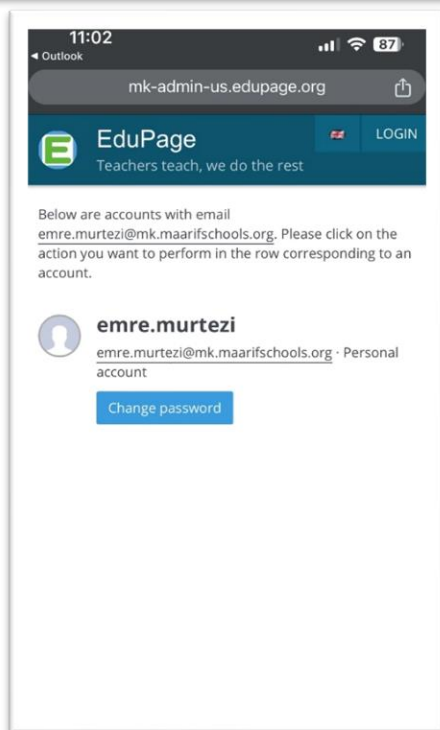 11:02
87
Outlook
mk-admin-us.edupage.org
EduPage
LOGIN
Teachers teach, we do the rest
Below are accounts with email
emre.murtezi@mk.maarifschools.org. Please click on the
action you want to perform in the row corresponding to an
account.
emre.murtezi
emre.murtezi@mk.maarifschools.org · Personal
account
Change password